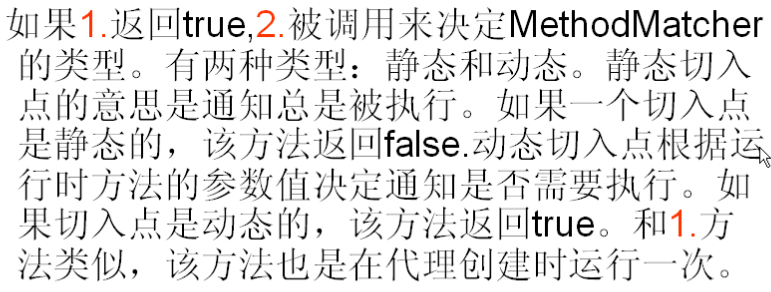 如果1.返回true,2.被调用来决定MethodMatcher
的类型。有两种类型：静态和动态。静态切入
点的意思是通知总是被执行。如果一个切入点
是静态的，该方法返回false.动态切入点根据运
行时方法的参数值决定通知是否需要执行。如
果切入点是动态的，该方法返回true。和1.方
法类似，该方法也是在代理创建时运行一次。